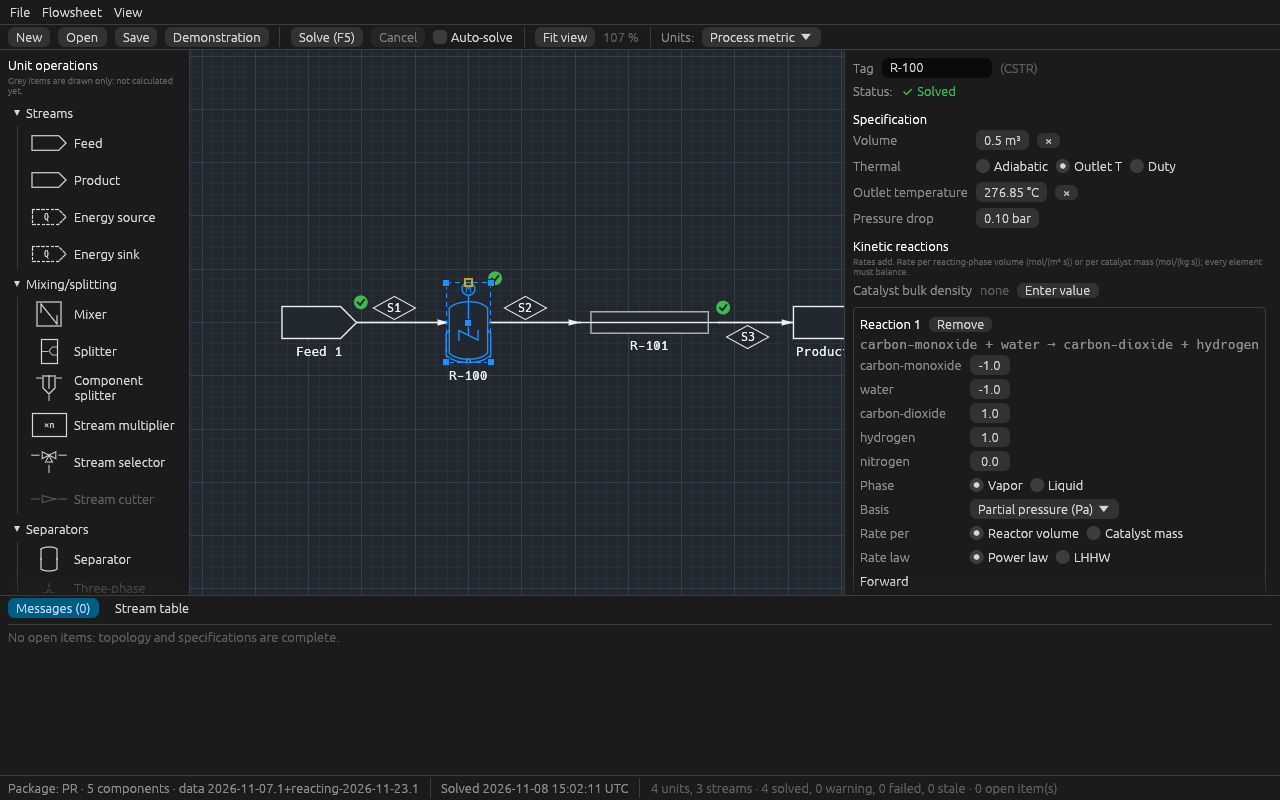 File Flowsheet View
New Open Save Demonstration Solve (F5) Cancel Auto-solve Fit view 107 % Units: Process metric
Unit operations
Grey items are drawn only: not calculated
yet.
Streams
Feed
Product
Q Energy source
Q Energy sink
Mixing/splitting
Mixer
Splitter
Component
splitter
×n Stream multiplier
Stream selector
Stream cutter
Separators
Separator
Three-phase
S1
S2
M
Feed 1
R-100
R-101
S3
Product
Tag R-100 (CSTR)
Status: ✓ Solved
Specification
Volume 0.5 m³ ×
Thermal Adiabatic Outlet T Duty
Outlet temperature 276.85 °C ×
Pressure drop 0.10 bar
Kinetic reactions
Rates add. Rate per reacting-phase volume (mol/(m³ s)) or per catalyst mass (mol/(kg s)); every element
must balance.
Catalyst bulk density none Enter value
Reaction 1 Remove
carbon-monoxide + water → carbon-dioxide + hydrogen
carbon-monoxide -1.0
water -1.0
carbon-dioxide 1.0
hydrogen 1.0
nitrogen 0.0
Phase Vapor Liquid
Basis Partial pressure (Pa)
Rate per Reactor volume Catalyst mass
Rate law Power law LHHW
Forward
Messages (0) Stream table
No open items: topology and specifications are complete.
Package: PR · 5 components · data 2026-11-07.1+reacting-2026-11-23.1 Solved 2026-11-08 15:02:11 UTC 4 units, 3 streams · 4 solved, 0 warning, 0 failed, 0 stale · 0 open item(s)